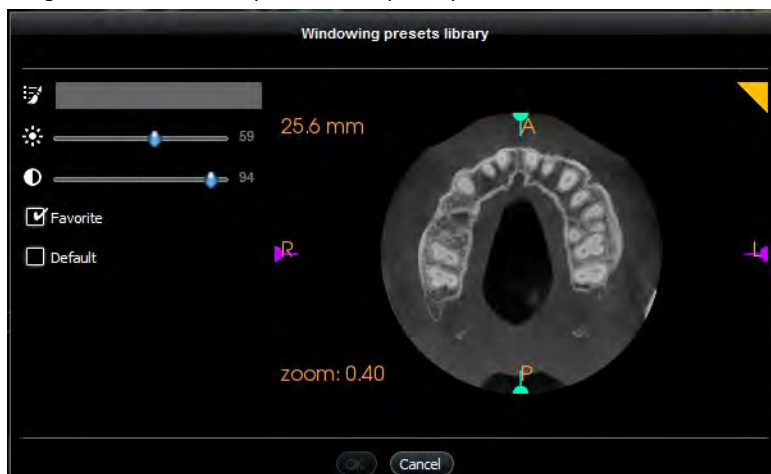 Windowing presets library
59
25.6 mm
A
94
Favorite
Default
R
L
zoom: 0.40
P
OK
Cancel